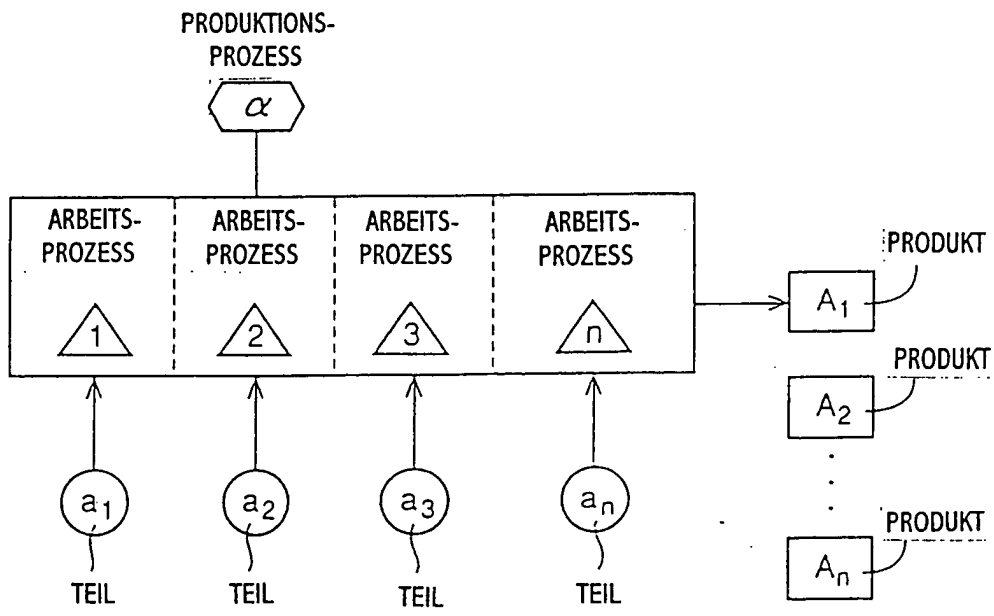 PRODUKTIONS-
PROZESS
α
ARBEITS-
PROZESS
ARBEITS-
PROZESS
ARBEITS-
PROZESS
ARBEITS-
PROZESS
1
2
3
n
PRODUKT
A1
PRODUKT
A2
PRODUKT
An
a1
a2
a3
an
TEIL
TEIL
TEIL
TEIL